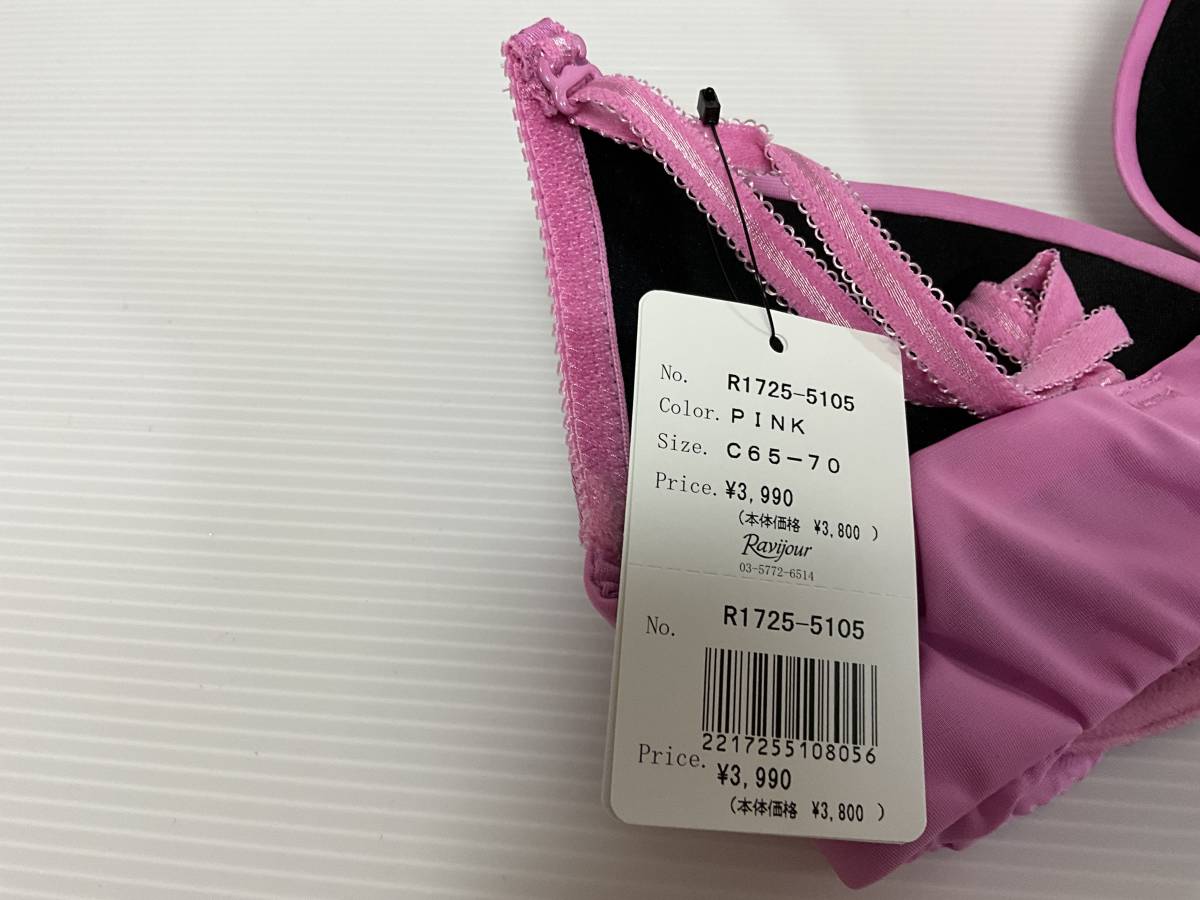 No. R1725-5105
Color. PINK
Size. C65-70
Price. ¥3,990
(本体価格 ¥3,800 )
Ravijour
03-5772-6514
No. R1725-5105
2217255108056
Price. ¥3,990
(本体価格 ¥3,800 )